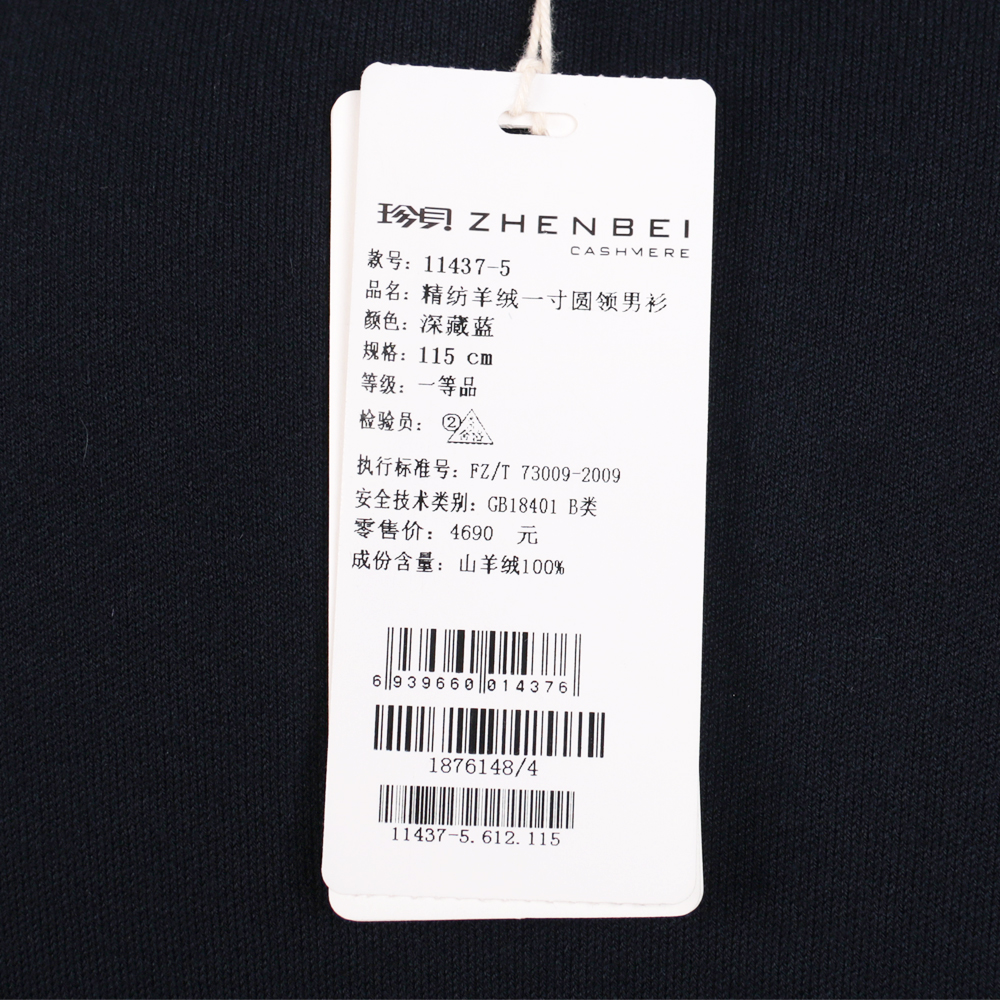 珍贝 ZHENBEI
CASHMERE
款号：11437-5
品名：精纺羊绒一寸圆领男衫
颜色：深藏蓝
规格：115 cm
等级：一等品
检验员：②
执行标准号：FZ/T 73009-2009
安全技术类别：GB18401 B类
零售价：4690 元
成份含量：山羊绒100%
6 939660 014376
1876148/4
11437-5.612.115